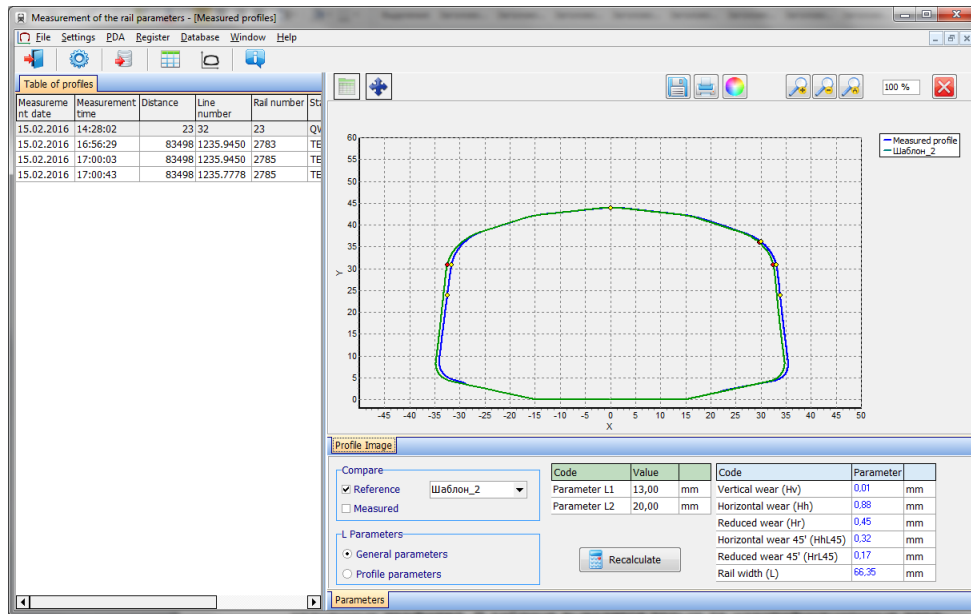 Measurement of the rail parameters - [Measured profiles]
File Settings PDA Register Database Window Help
Table of profiles
100 %
Measureme
nt date
Measurement
time
Distance
Line
number
Rail number
Sta
15.02.2016 14:28:02 23 32 23 QV
15.02.2016 16:56:29 83498 1235.9450 2783 TE
15.02.2016 17:00:03 83498 1235.9450 2785 TE
15.02.2016 17:00:43 83498 1235.7778 2785 TE
Measured profile
Шаблон_2
60
55
50
45
40
35
30
25
20
15
10
5
0
Y
-45 -40 -35 -30 -25 -20 -15 -10 -5 0 5 10 15 20 25 30 35 40 45 50
X
Profile Image
Compare
Reference Шаблон_2
Measured
L Parameters
General parameters
Profile parameters
Code Value
Parameter L1 13,00 mm
Parameter L2 20,00 mm
Recalculate
Code Parameter
Vertical wear (Hv) 0,01 mm
Horizontal wear (Hh) 0,88 mm
Reduced wear (Hr) 0,45 mm
Horizontal wear 45' (HhL45) 0,32 mm
Reduced wear 45' (HrL45) 0,17 mm
Rail width (L) 66,35 mm
Parameters